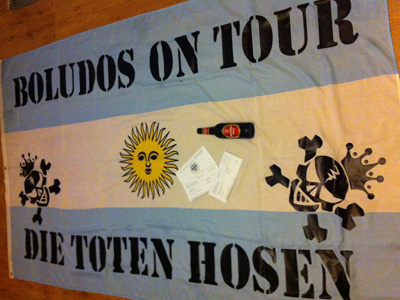 BOLUDOS ON TOUR
DIE TOTEN HOSEN